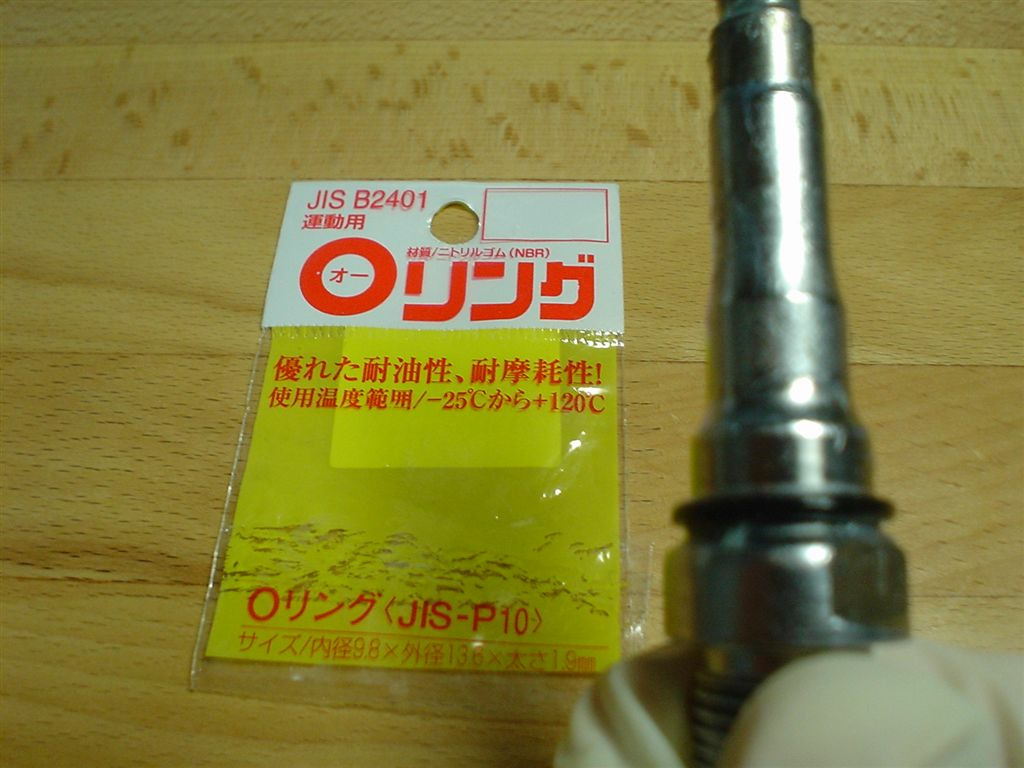 JIS B2401
運動用
材質/ニトリルゴム(NBR)
Oリング
オー
優れた耐油性、耐摩耗性!
使用温度範囲/−25℃から+120℃
Oリング〈JIS-P10〉
サイズ/内径9.8×外径13.6×太さ1.9mm